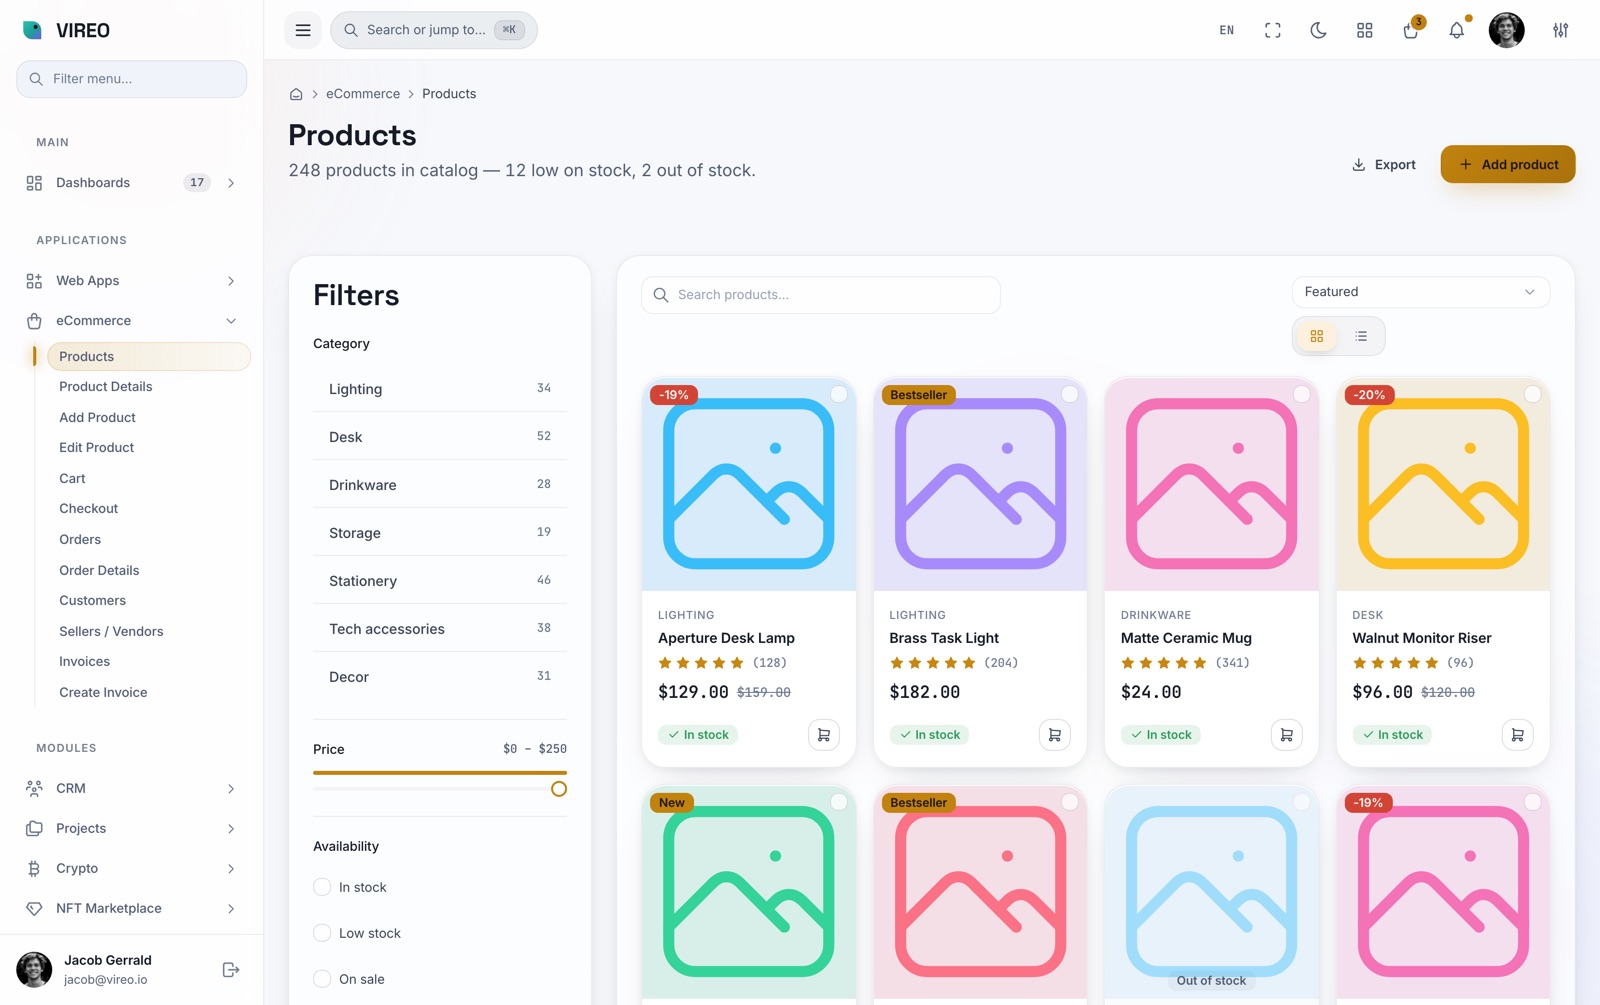 VIREO
Filter menu...
MAIN
Dashboards 17
APPLICATIONS
Web Apps
eCommerce
Products
Product Details
Add Product
Edit Product
Cart
Checkout
Orders
Order Details
Customers
Sellers / Vendors
Invoices
Create Invoice
MODULES
CRM
Projects
Crypto
NFT Marketplace
Jacob Gerrald
jacob@vireo.io
Search or jump to... ⌘K
EN
3
eCommerce Products
Products
248 products in catalog — 12 low on stock, 2 out of stock.
Export
Add product
Filters
Category
Lighting 34
Desk 52
Drinkware 28
Storage 19
Stationery 46
Tech accessories 38
Decor 31
Price $0 – $250
Availability
In stock
Low stock
On sale
Search products...
Featured
-19%
LIGHTING
Aperture Desk Lamp
(128)
$129.00 $159.00
In stock
Bestseller
LIGHTING
Brass Task Light
(204)
$182.00
In stock
DRINKWARE
Matte Ceramic Mug
(341)
$24.00
In stock
-20%
DESK
Walnut Monitor Riser
(96)
$96.00 $120.00
In stock
New
Bestseller
Out of stock
-19%